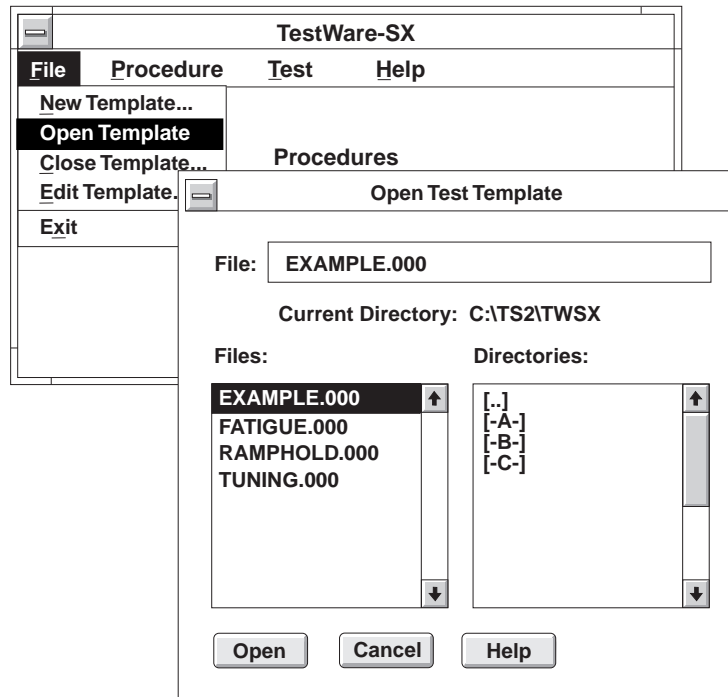 TestWare-SX
File Procedure Test Help
New Template...
Open Template
Close Template...
Edit Template.
Exit
Procedures
Open Test Template
File: EXAMPLE.000
Current Directory: C:\TS2\TWSX
Files:
EXAMPLE.000
FATIGUE.000
RAMPHOLD.000
TUNING.000
Directories:
[..]
[-A-]
[-B-]
[-C-]
Open Cancel Help